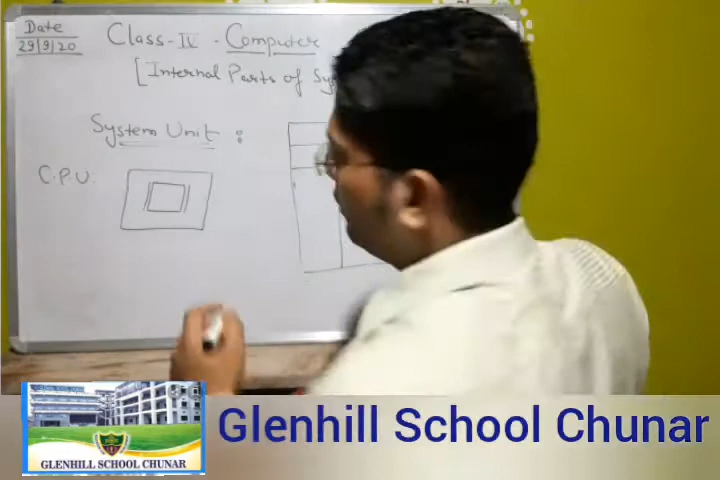 Date
29/9/20
Class-IV - Computer
[Internal Parts of
System Unit :
C.P.U.
GLENHILL SCHOOL CHUNAR
Glenhill School Chunar